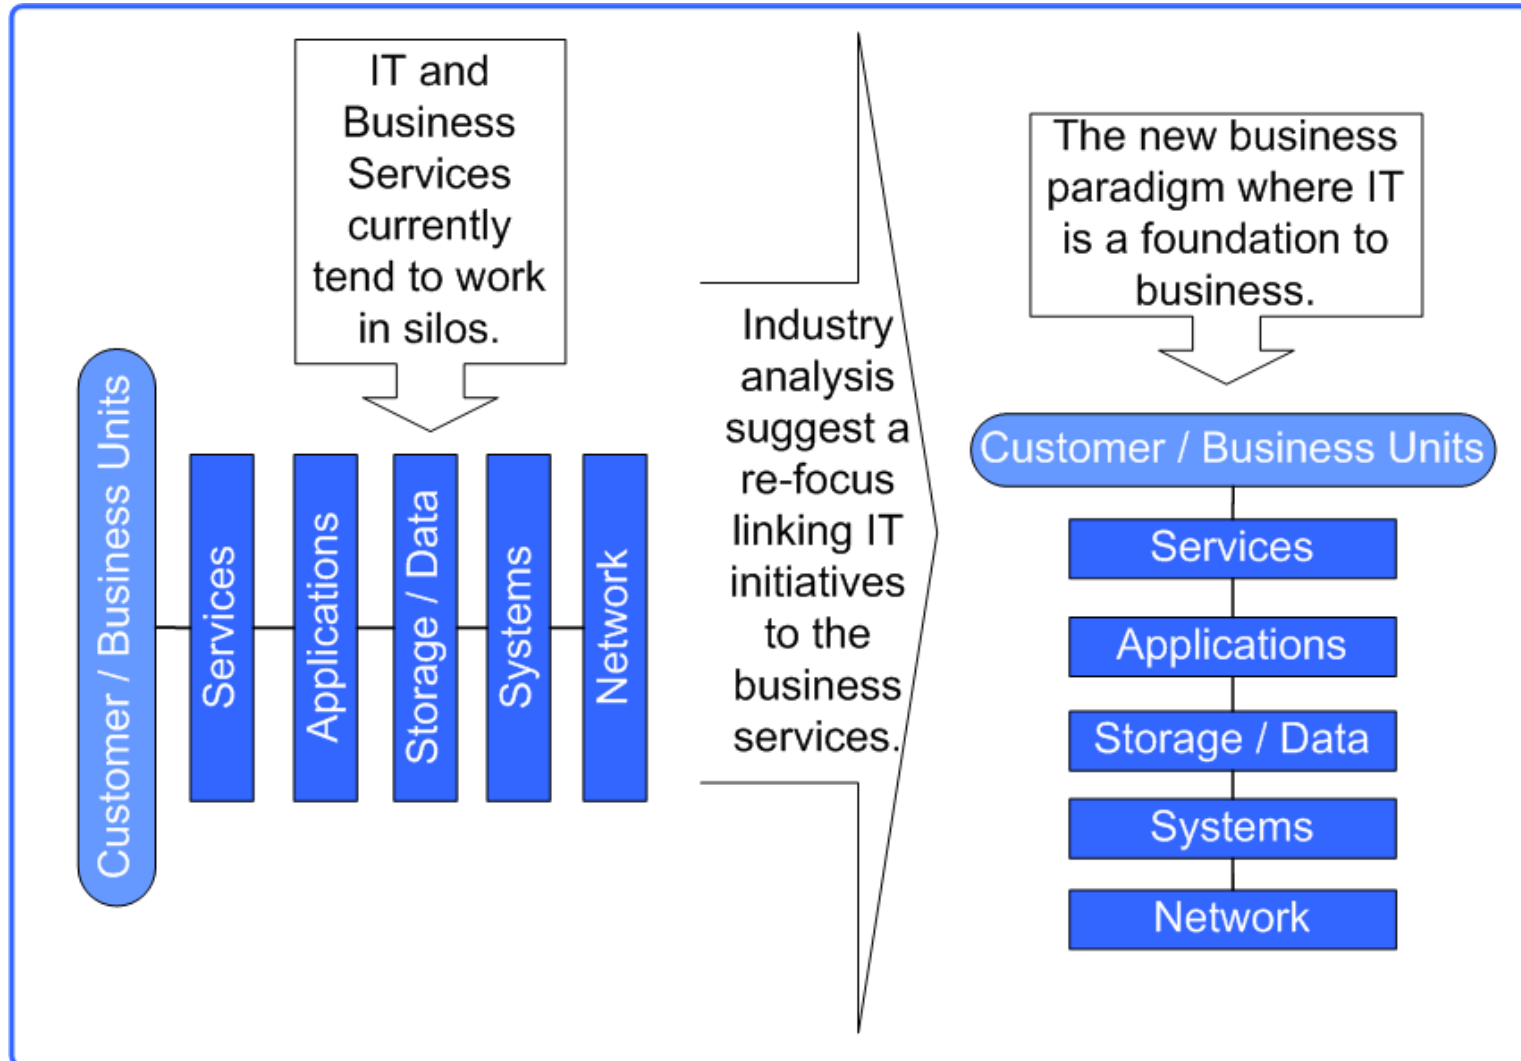 IT and
Business
Services
currently
tend to work
in silos.
Customer / Business Units
Services
Applications
Storage / Data
Systems
Network
Industry
analysis
suggest a
re-focus
linking IT
initiatives
to the
business
services.
The new business
paradigm where IT
is a foundation to
business.
Customer / Business Units
Services
Applications
Storage / Data
Systems
Network